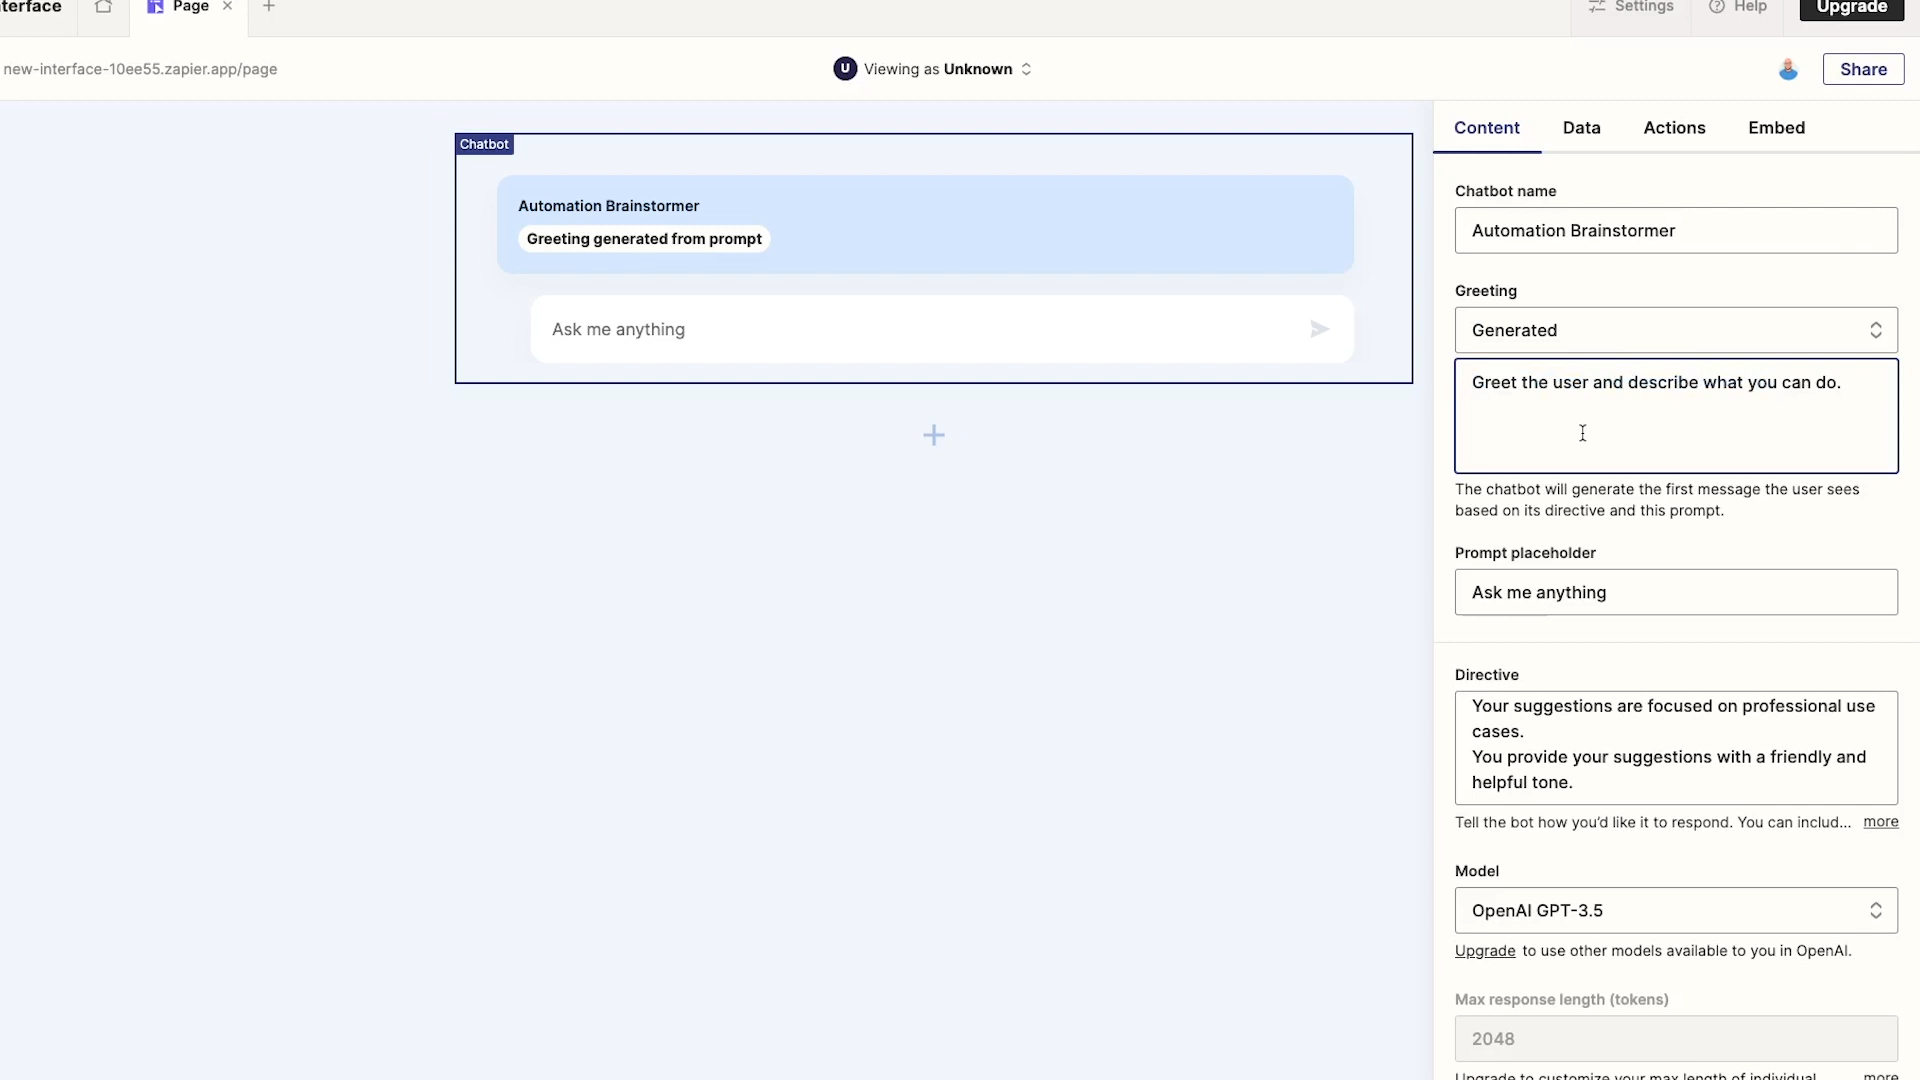 terface
Page
Settings
Help
Upgrade
new-interface-10ee55.zapier.app/page
U Viewing as Unknown
Share
Content
Data
Actions
Embed
Chatbot
Automation Brainstormer
Greeting generated from prompt
Ask me anything
Chatbot name
Automation Brainstormer
Greeting
Generated
Greet the user and describe what you can do.
The chatbot will generate the first message the user sees
based on its directive and this prompt.
Prompt placeholder
Ask me anything
Directive
Your suggestions are focused on professional use
cases.
You provide your suggestions with a friendly and
helpful tone.
Tell the bot how you'd like it to respond. You can includ... more
Model
OpenAI GPT-3.5
Upgrade to use other models available to you in OpenAI.
Max response length (tokens)
2048
Upgrade to customize your max length of individual more